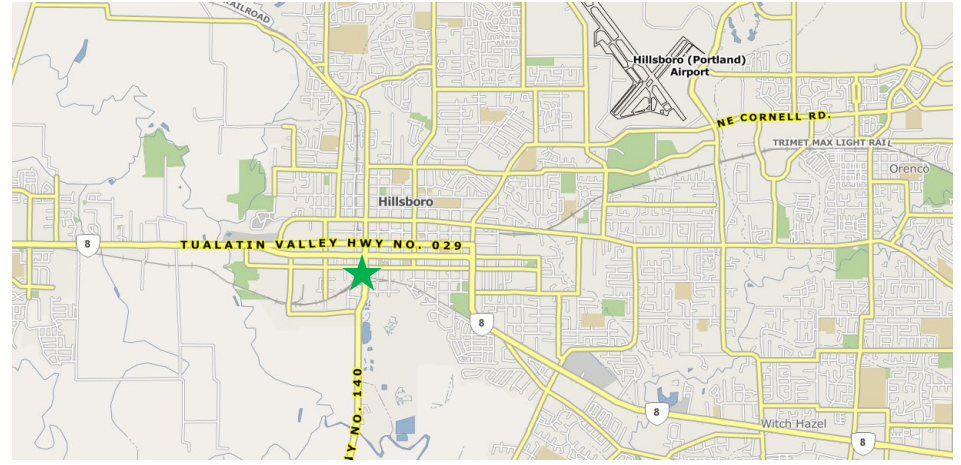 RAILROAD
Hillsboro (Portland)
Airport
NE CORNELL RD.
TRIMET MAX LIGHT RAIL
Orenco
Hillsboro
8
TUALATIN VALLEY HWY NO. 029
8
NO. 140
8
Witch Hazel
8